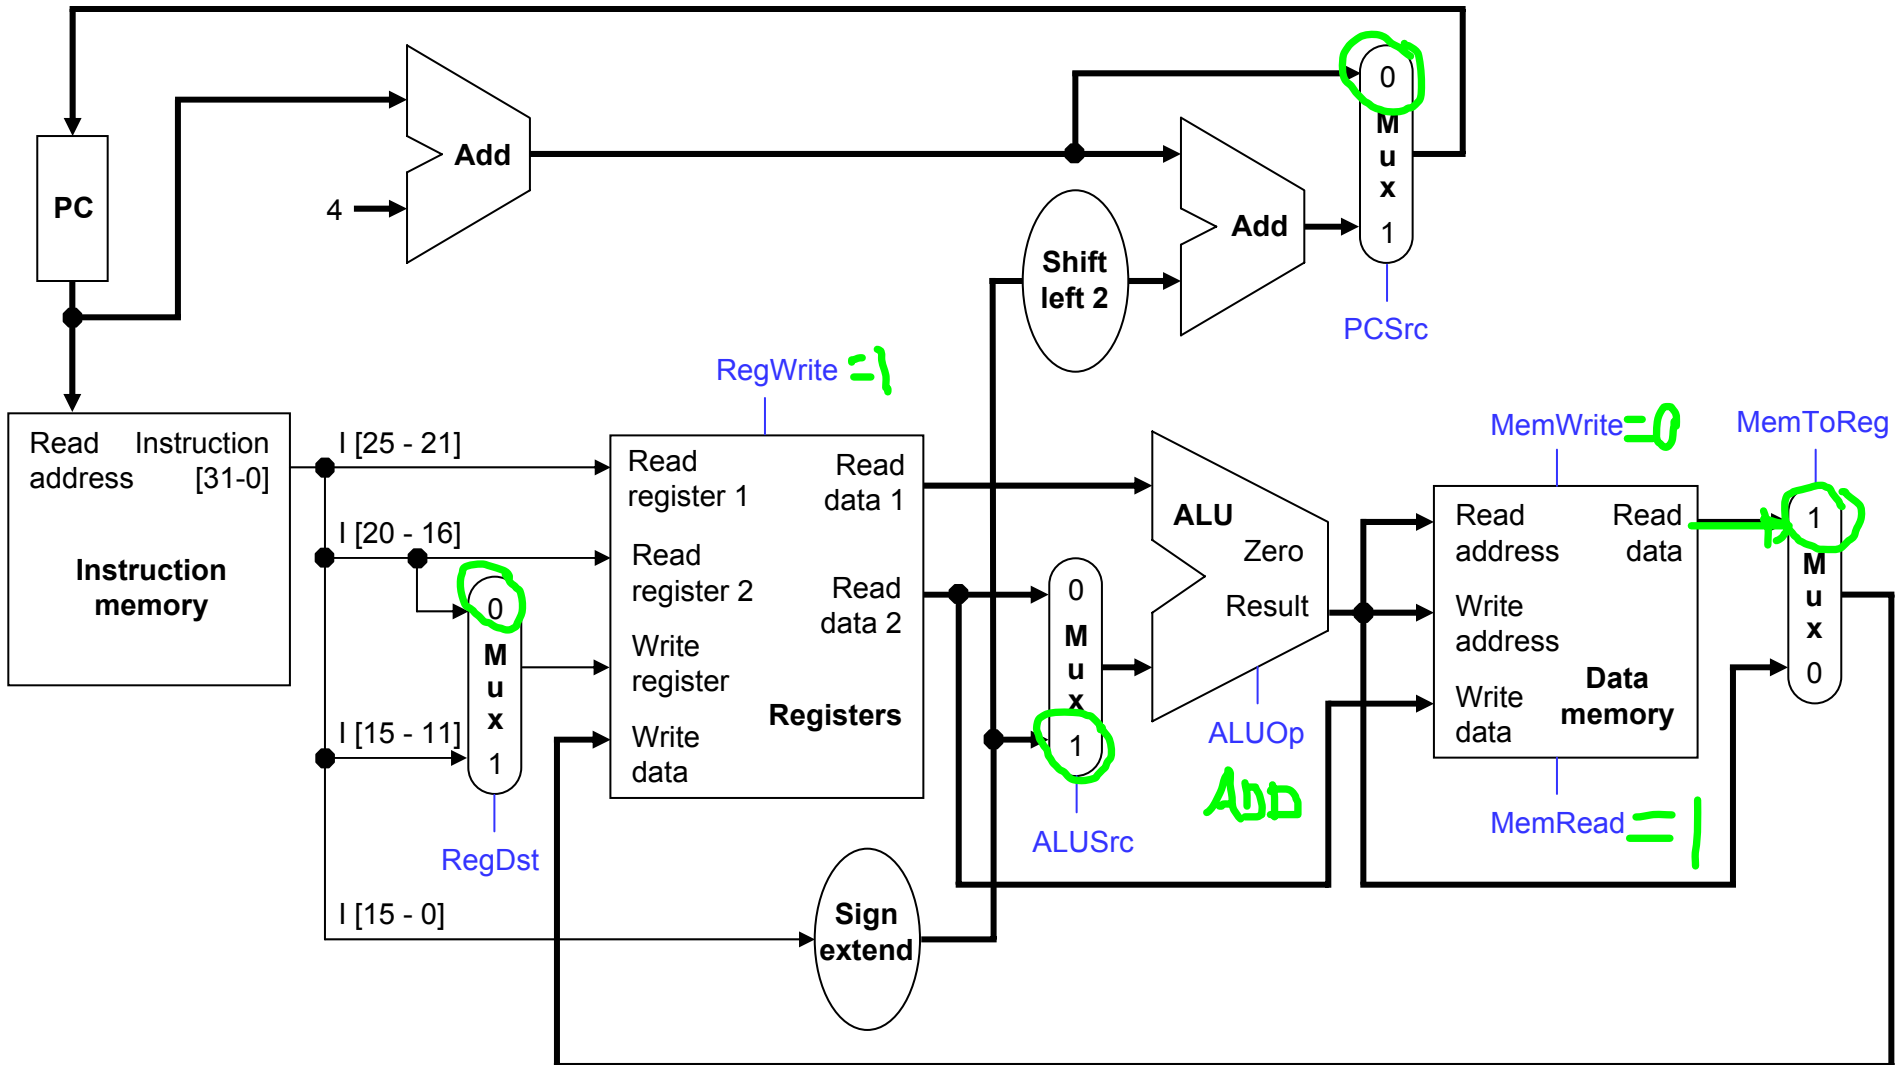 0
M
u
x
1
PCSrc
Add
4
PC
Add
Shift
left 2
RegWrite =1
MemWrite =0
MemToReg
Read
address
Instruction
[31-0]
Instruction
memory
I [25 - 21]
I [20 - 16]
I [15 - 11]
I [15 - 0]
0
M
u
x
1
RegDst
Read
register 1
Read
data 1
Read
register 2
Read
data 2
Write
register
Registers
Write
data
Sign
extend
0
M
u
x
1
ALUSrc
ALU
Zero
Result
ALUOp
ADD
Read
address
Read
data
Write
address
Data
memory
Write
data
MemRead =1
1
M
u
x
0